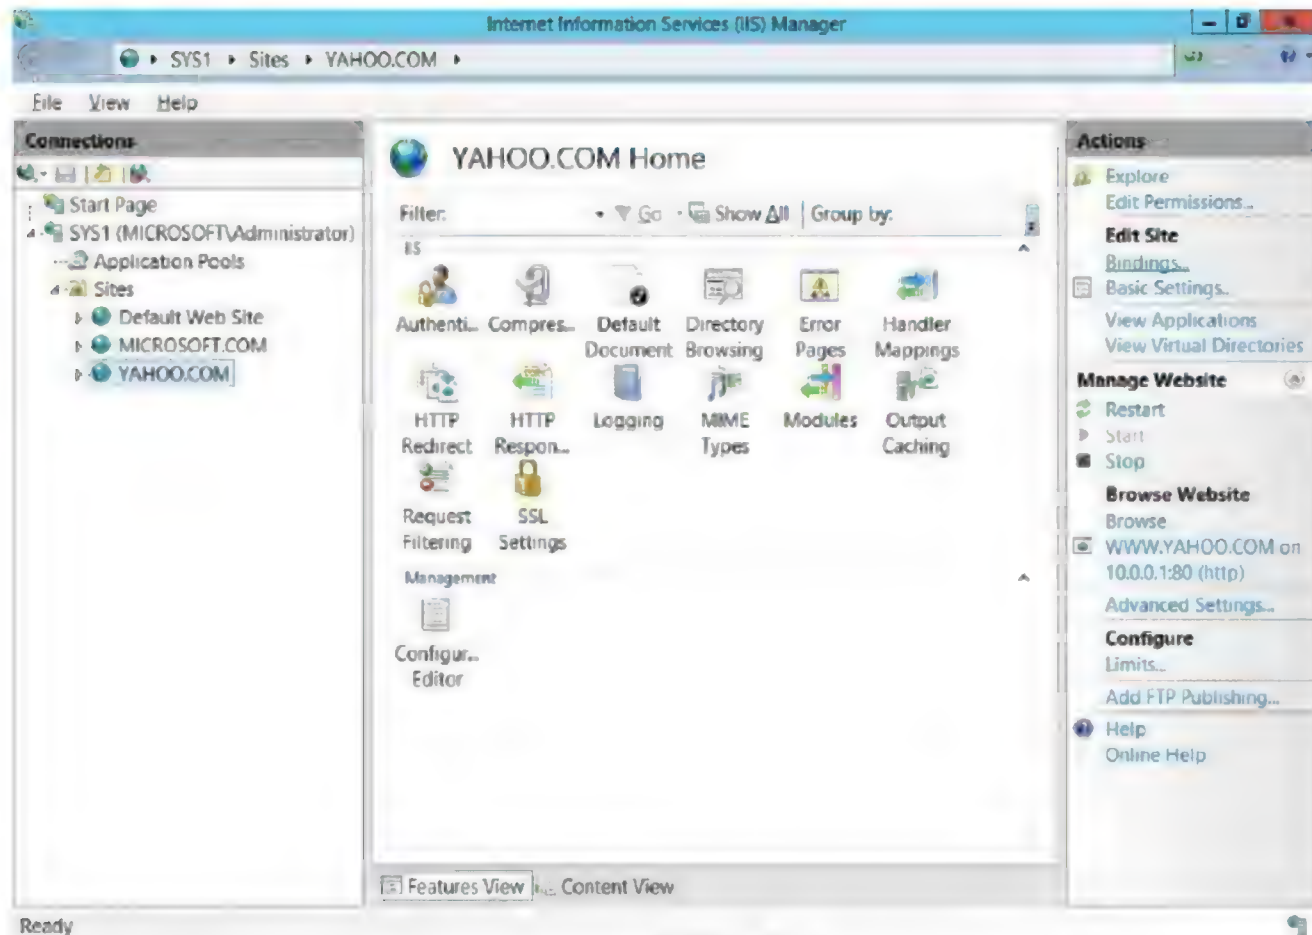 Internet Information Services (IIS) Manager
SYS1 ▸ Sites ▸ YAHOO.COM ▸
File View Help
Connections
Start Page
SYS1 (MICROSOFT\Administrator)
Application Pools
Sites
Default Web Site
MICROSOFT.COM
YAHOO.COM
YAHOO.COM Home
Filter: Go Show All Group by:
IIS
Authenti... Compres... Default Document Directory Browsing Error Pages Handler Mappings
HTTP Redirect HTTP Respon... Logging MIME Types Modules Output Caching
Request Filtering SSL Settings
Management
Configur... Editor
Features View Content View
Actions
Explore
Edit Permissions...
Edit Site
Bindings...
Basic Settings...
View Applications
View Virtual Directories
Manage Website
Restart
Start
Stop
Browse Website
Browse
WWW.YAHOO.COM on
10.0.0.1:80 (http)
Advanced Settings...
Configure
Limits...
Add FTP Publishing...
Help
Online Help
Ready